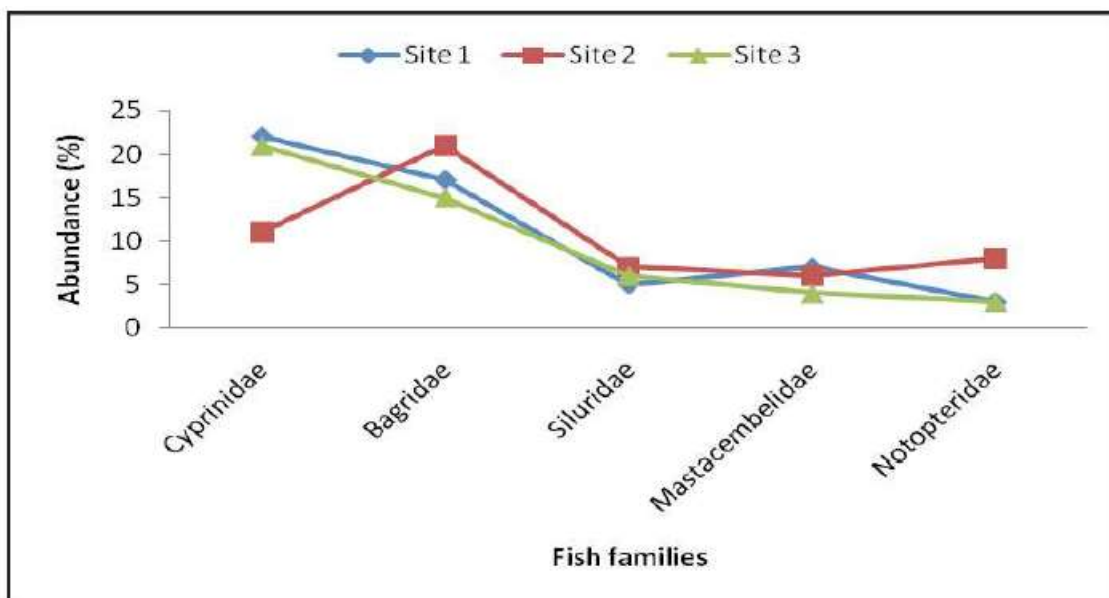 Site 1 Site 2 Site 3
Abundance (%)
25
20
15
10
5
0
Cyprinidae
Bagridae
Siluridae
Mastacembelidae
Notopteridae
Fish families